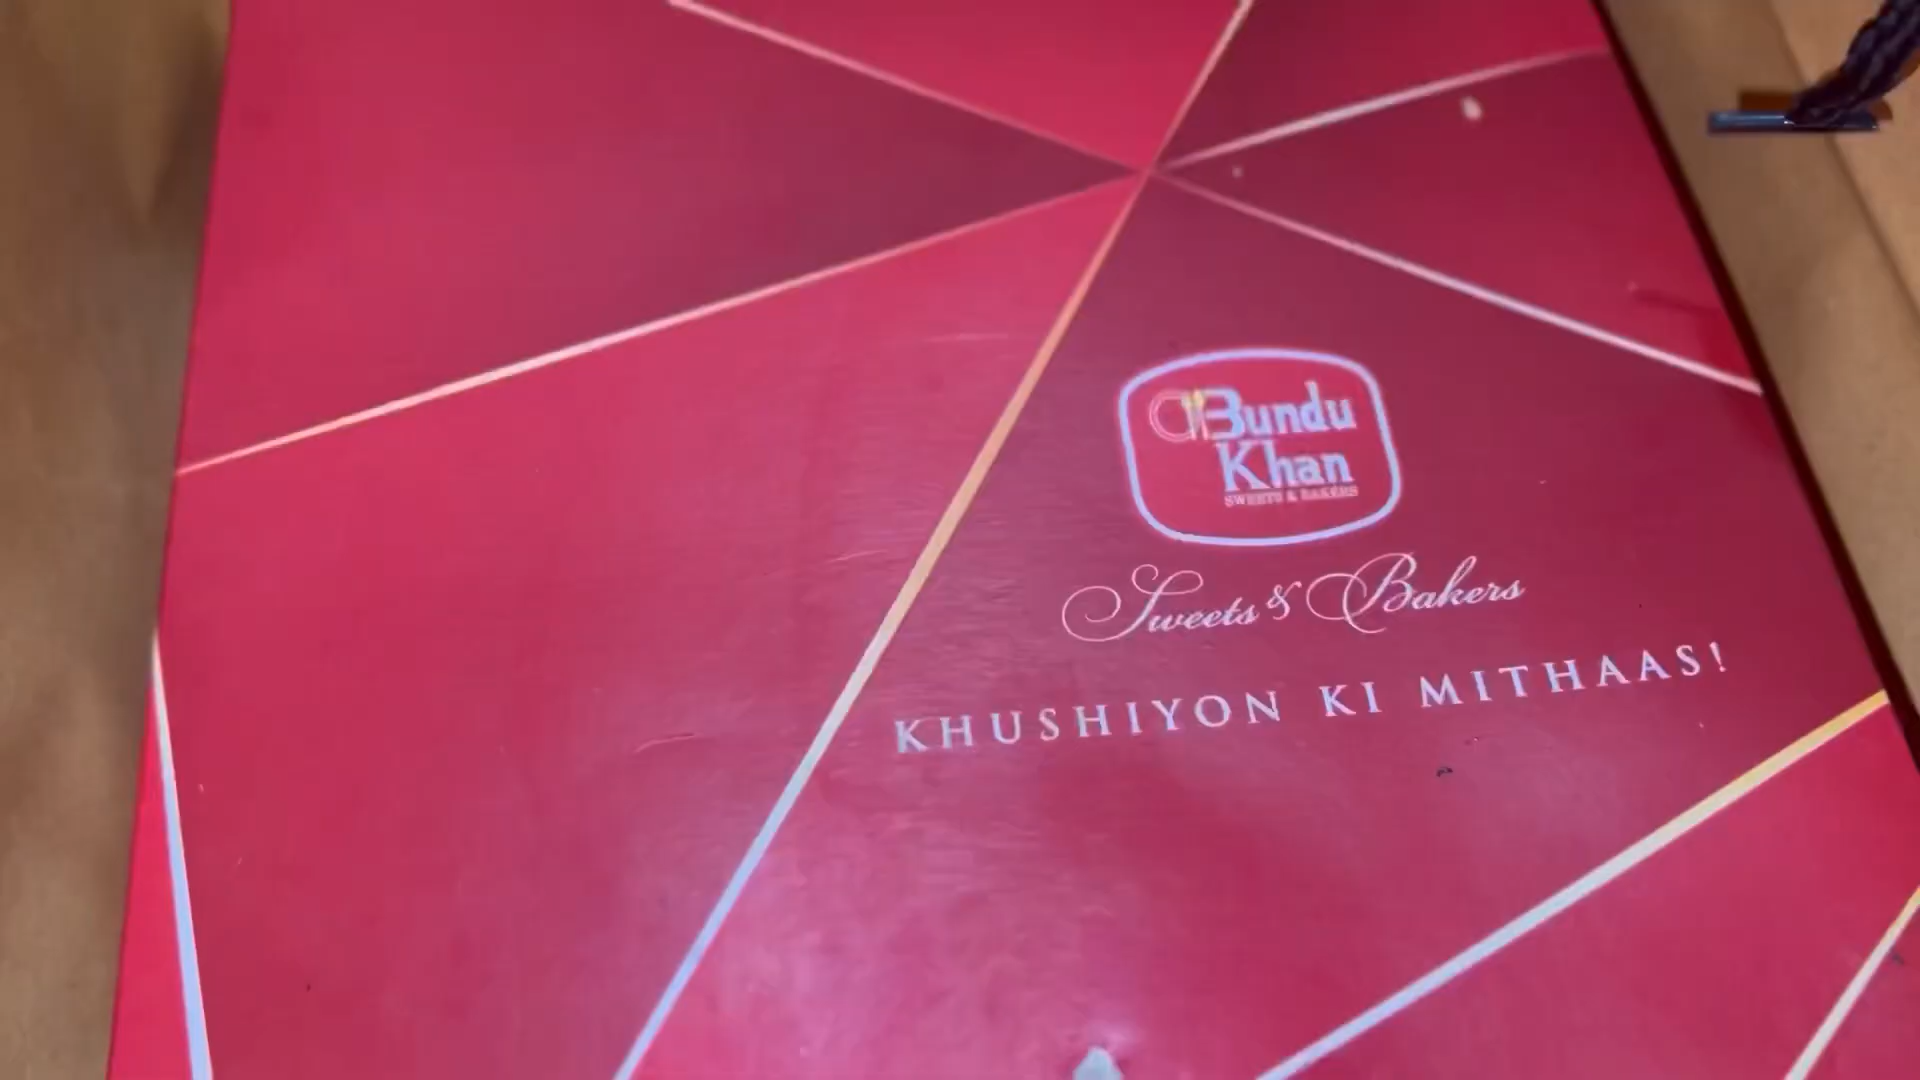 Bundu
Khan
SWEETS & BAKERS
Sweets & Bakers
KHUSHIYON KI MITHAAS!